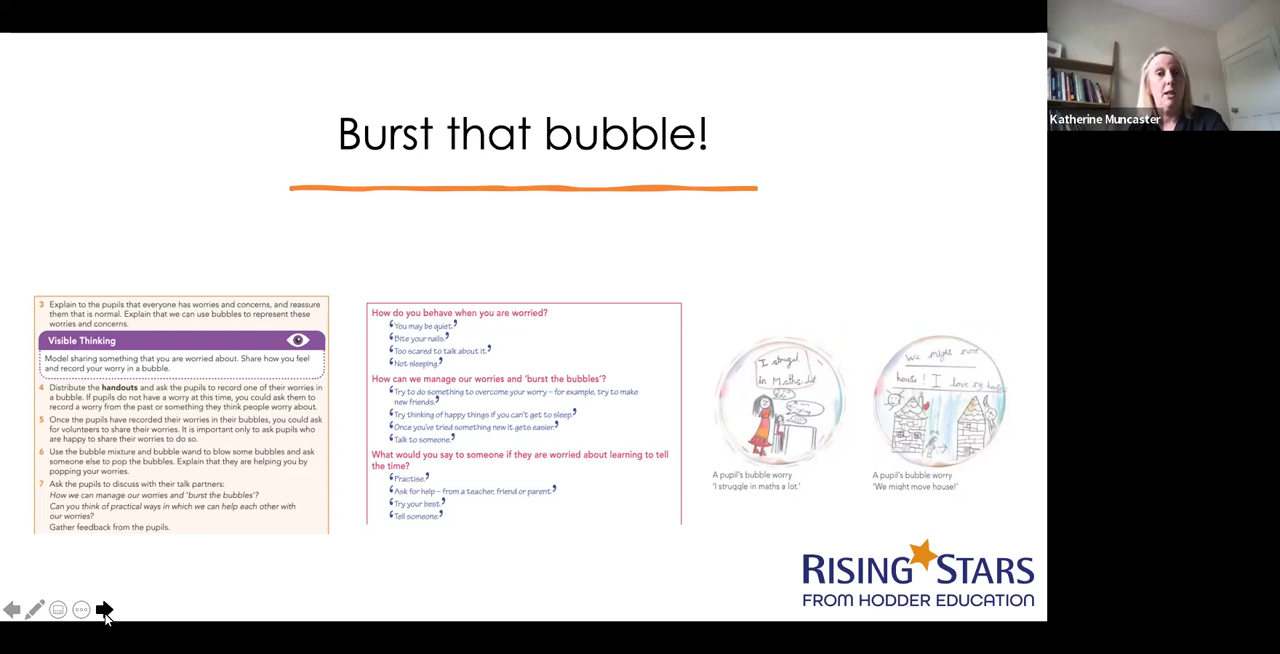 Burst that bubble!
Katherine Muncaster
3 Explain to the pupils that everyone has worries and concerns, and reassure
them that is normal. Explain that we can use bubbles to represent these
worries and concerns.
Visible Thinking
Model sharing something that you are worried about. Share how you feel
and record your worry in a bubble.
4 Distribute the handouts and ask the pupils to record one of their worries in
a bubble. If pupils do not have a worry at this time, you could ask them to
record a worry from the past or something they think people worry about.
5 Once the pupils have recorded their worries in their bubbles, you could ask
for volunteers to share their worries. It is important only to ask pupils who
are happy to share their worries to do so.
6 Use the bubble mixture and bubble wand to blow some bubbles and ask
someone else to pop the bubbles. Explain that they are helping you by
popping your worries.
7 Ask the pupils to discuss with their talk partners:
How we can manage our worries and 'burst the bubbles'?
Can you think of practical ways in which we can help each other with
our worries?
Gather feedback from the pupils.
How do you behave when you are worried?
'You may be quiet.'
'Bite your nails.'
'Too scared to talk about it.'
'Not sleeping.'
How can we manage our worries and 'burst the bubbles'?
'Try to do something to overcome your worry – for example, try to make
new friends.'
'Try thinking of happy things if you can't get to sleep.'
'Once you've tried something new it gets easier.'
'Talk to someone.'
What would you say to someone if they are worried about learning to tell
the time?
'Practise.'
'Ask for help – from a teacher, friend or parent.'
'Try your best.'
'Tell someone.'
I strugal
in Maths
A pupil's bubble worry
'I struggle in maths a lot.'
We might move
house! I love my house
A pupil's bubble worry
'We might move house!'
RISING STARS
FROM HODDER EDUCATION